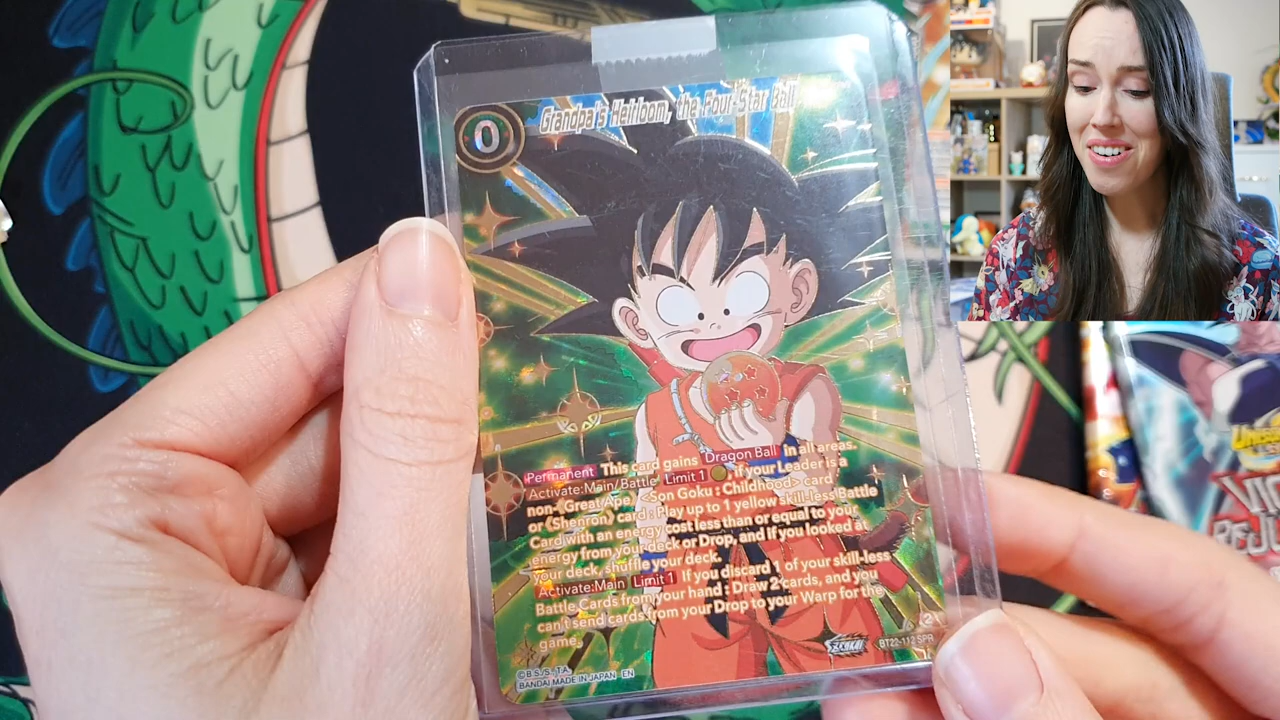 0
Grandpa's Heirloom, the Four-Star Ball
Permanent This card gains Dragon Ball in all areas.
Activate:Main/Battle Limit 1 , if your Leader is a
non-《Great Ape》 <Son Goku : Childhood> card
or 《Shenron》 card : Play up to 1 yellow skill-less Battle
Card with an energy cost less than or equal to your
energy from your deck or Drop, and if you looked at
your deck, shuffle your deck.
Activate:Main Limit 1 If you discard 1 of your skill-less
Battle Cards from your hand : Draw 2 cards, and you
can't send cards from your Drop to your Warp for the
game.
ZENKAI
BT22-112 SPR
©B.S./S.,T.A.
BANDAI MADE IN JAPAN EN